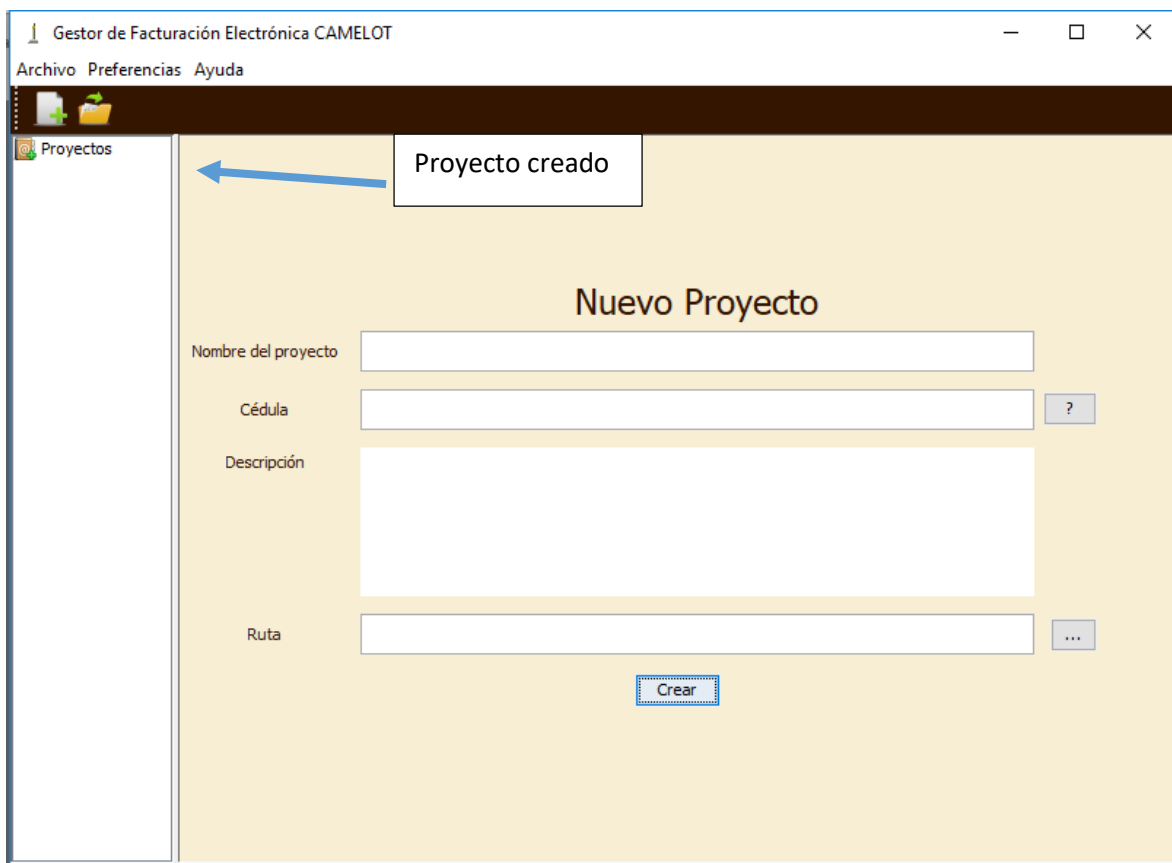 Gestor de Facturación Electrónica CAMELOT
Archivo Preferencias Ayuda
Proyectos
Proyecto creado
Nuevo Proyecto
Nombre del proyecto
Cédula
?
Descripción
Ruta
...
Crear